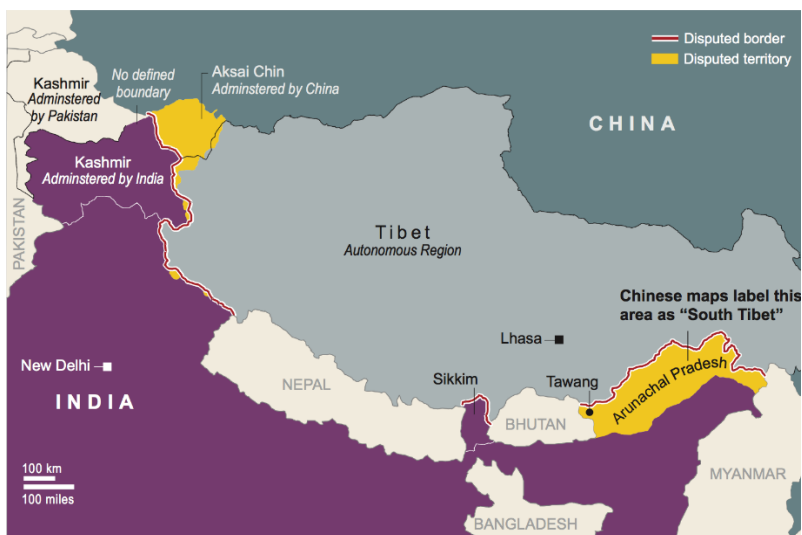 Disputed border
Disputed territory
Kashmir
Adminstered
by Pakistan
No defined
boundary
Aksai Chin
Adminstered by China
CHINA
Kashmir
Adminstered by India
PAKISTAN
Tibet
Autonomous Region
Chinese maps label this
area as “South Tibet”
Lhasa
New Delhi
NEPAL
Sikkim
Tawang
Arunachal Pradesh
INDIA
BHUTAN
100 km
100 miles
MYANMAR
BANGLADESH